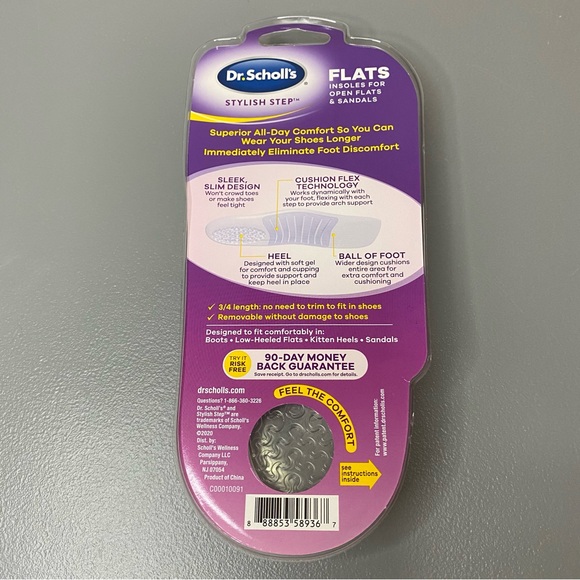 Dr. Scholl's®
STYLISH STEP™
FLATS
INSOLES FOR
OPEN FLATS
& SANDALS
Superior All-Day Comfort So You Can
Wear Your Shoes Longer
Immediately Eliminate Foot Discomfort
SLEEK,
SLIM DESIGN
Won't crowd toes
or make shoes
feel tight
CUSHION FLEX
TECHNOLOGY
Works dynamically with
your foot, flexing with each
step to provide arch support
HEEL
Designed with soft gel
for comfort and cupping
to provide support and
keep heel in place
BALL OF FOOT
Wider design cushions
entire area for
extra comfort and
cushioning
✓ 3/4 length: no need to trim to fit in shoes
✓ Removable without damage to shoes
Designed to fit comfortably in:
Boots • Low-Heeled Flats • Kitten Heels • Sandals
TRY IT
RISK
FREE
90-DAY MONEY
BACK GUARANTEE
Save receipt. Go to drscholls.com for details.
drscholls.com
Questions? 1-866-360-3226
Dr. Scholl's® and
Stylish Step™ are
trademarks of Scholl's
Wellness Company.
©2020
Dist. by:
Scholl's Wellness
Company LLC
Parsippany,
NJ 07054
Product of China
C00010091
FEEL THE COMFORT
For patent information:
www.patent.drscholls.com
see
instructions
inside
8 88853 58936 7